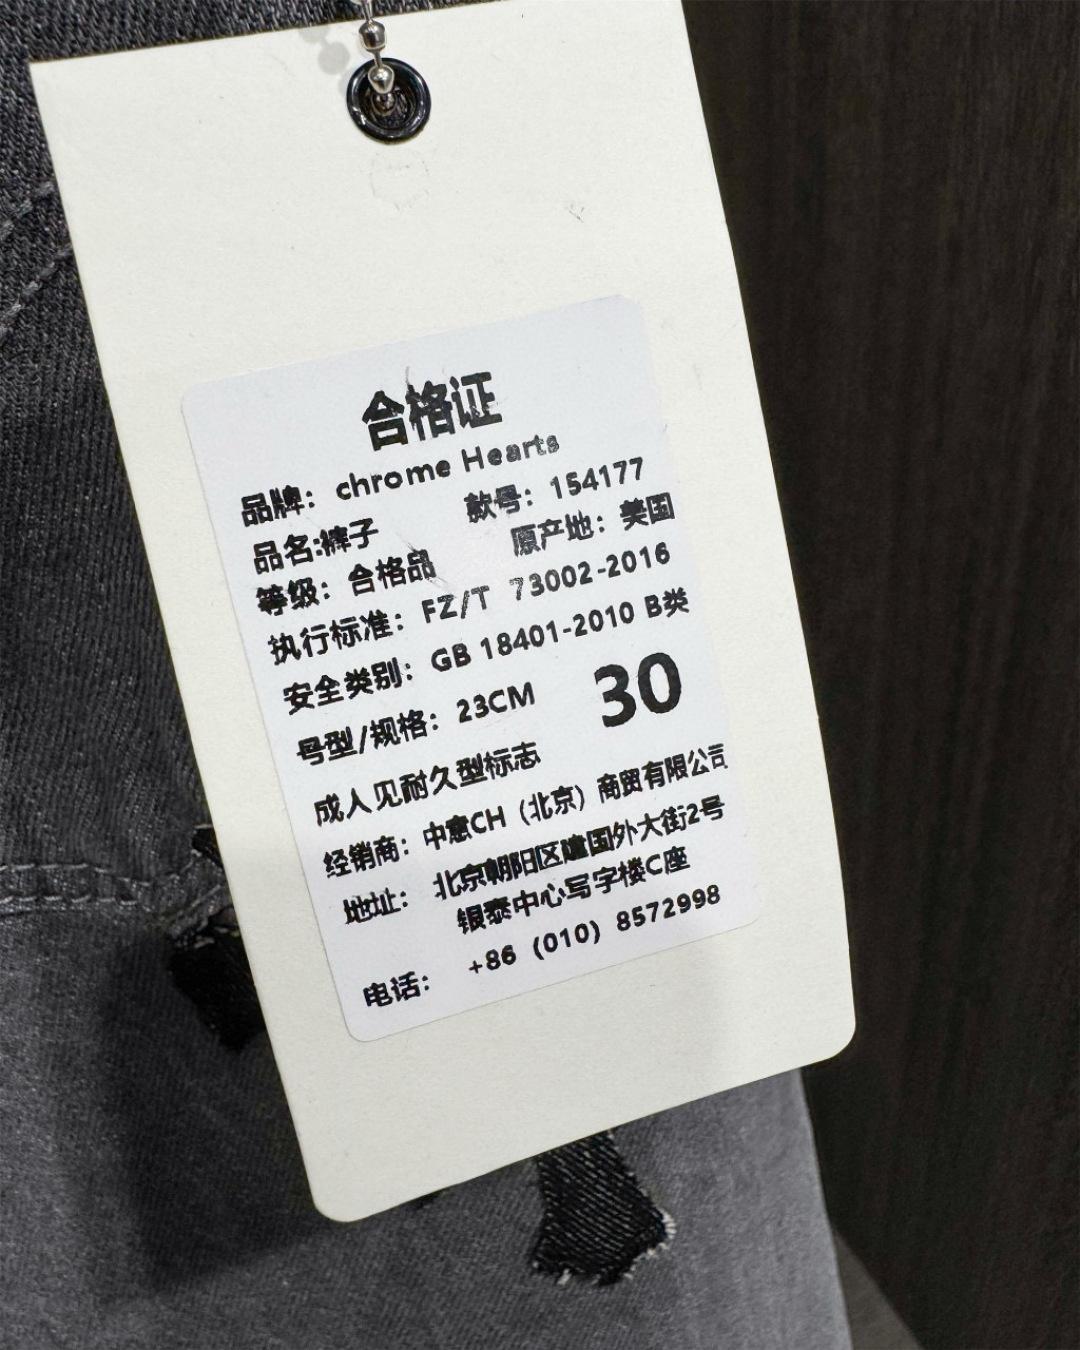 合格证
品牌： chrome Hearts
品名:裤子 款号：154177
等级：合格品 原产地：美国
执行标准：FZ/T 73002-2016
安全类别：GB 18401-2010 B类
号型/规格：23CM 30
成人见耐久型标志
经销商：中意CH（北京）商贸有限公司
地址： 北京朝阳区建国外大街2号
银泰中心写字楼C座
电话： +86 (010) 8572998